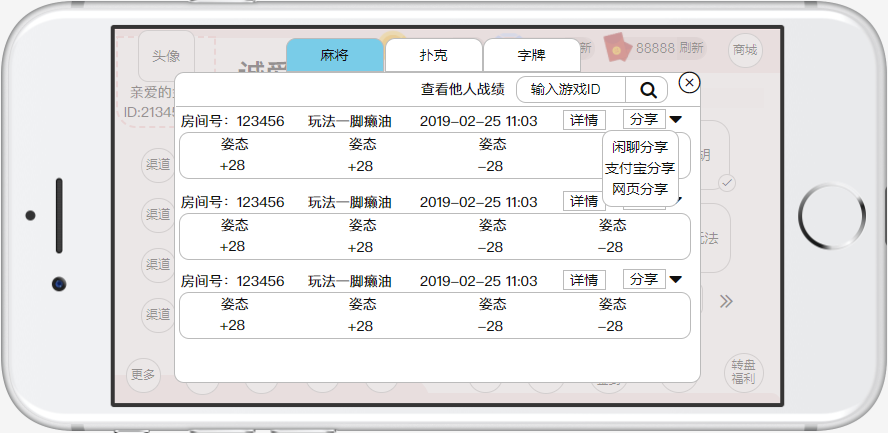 头像
麻将
扑克
字牌
新
88888 刷新
商城
查看他人战绩
输入游戏ID
亲爱的
ID:21345
房间号：123456
玩法—脚癞油
2019-02-25 11:03
详情
分享
姿态
姿态
姿态
+28
+28
-28
闲聊分享
支付宝分享
网页分享
胡
渠道
房间号：123456
玩法—脚癞油
2019-02-25 11:03
详情
姿态
姿态
姿态
姿态
+28
+28
-28
-28
渠道
玩法
渠道
房间号：123456
玩法—脚癞油
2019-02-25 11:03
详情
分享
姿态
姿态
姿态
姿态
+28
+28
-28
-28
渠道
更多
转盘
福利